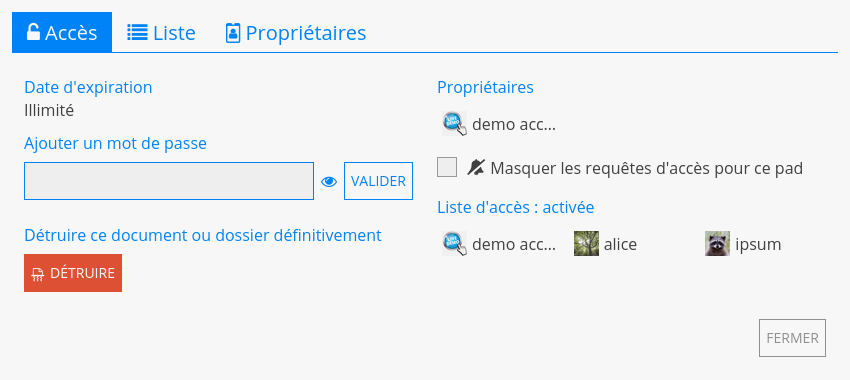 Accès
Liste
Propriétaires
Date d'expiration
Illimité
Ajouter un mot de passe
VALIDER
Détruire ce document ou dossier définitivement
DÉTRUIRE
Propriétaires
demo acc...
Masquer les requêtes d'accès pour ce pad
Liste d'accès : activée
demo acc... alice ipsum
FERMER